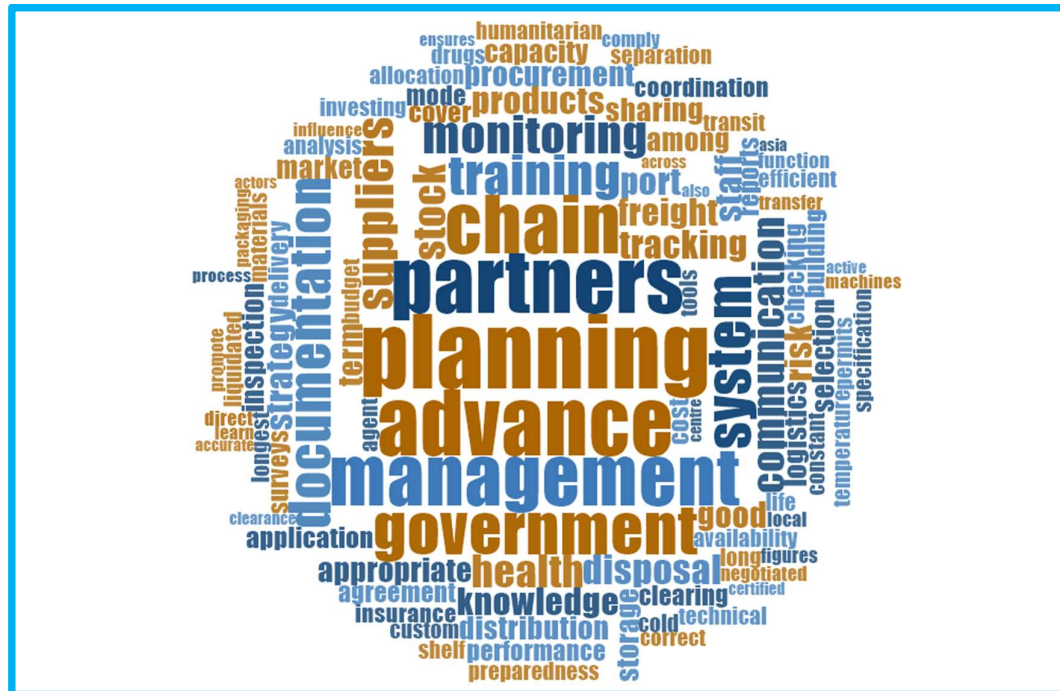 humanitarian
ensures
comply
drugs
capacity
separation
allocation
procurement
coordination
mode
products
investing
cover
sharing
transit
influence
monitoring
among
asia
analysis
suppliers
across
staff
reports
function
market
stock
training
port
also
efficient
actors
chain
freight
transfer
packaging
materials
documentation
tracking
communication
checking
building
delivery
partners
tools
system
active
process
machines
budget
term
planning
risk
permits
promote
liquidated
inspection
strategy
selection
specification
direct
agent
advance
cost
centre
logistics
constant
temperature
learn
longest
surveys
accurate
management
life
clearance
government
good
local
application
availability
appropriate
health
disposal
long
figures
negotiated
agreement
knowledge
clearing
certified
insurance
storage
technical
custom
distribution
cold
correct
shelf
performance
preparedness